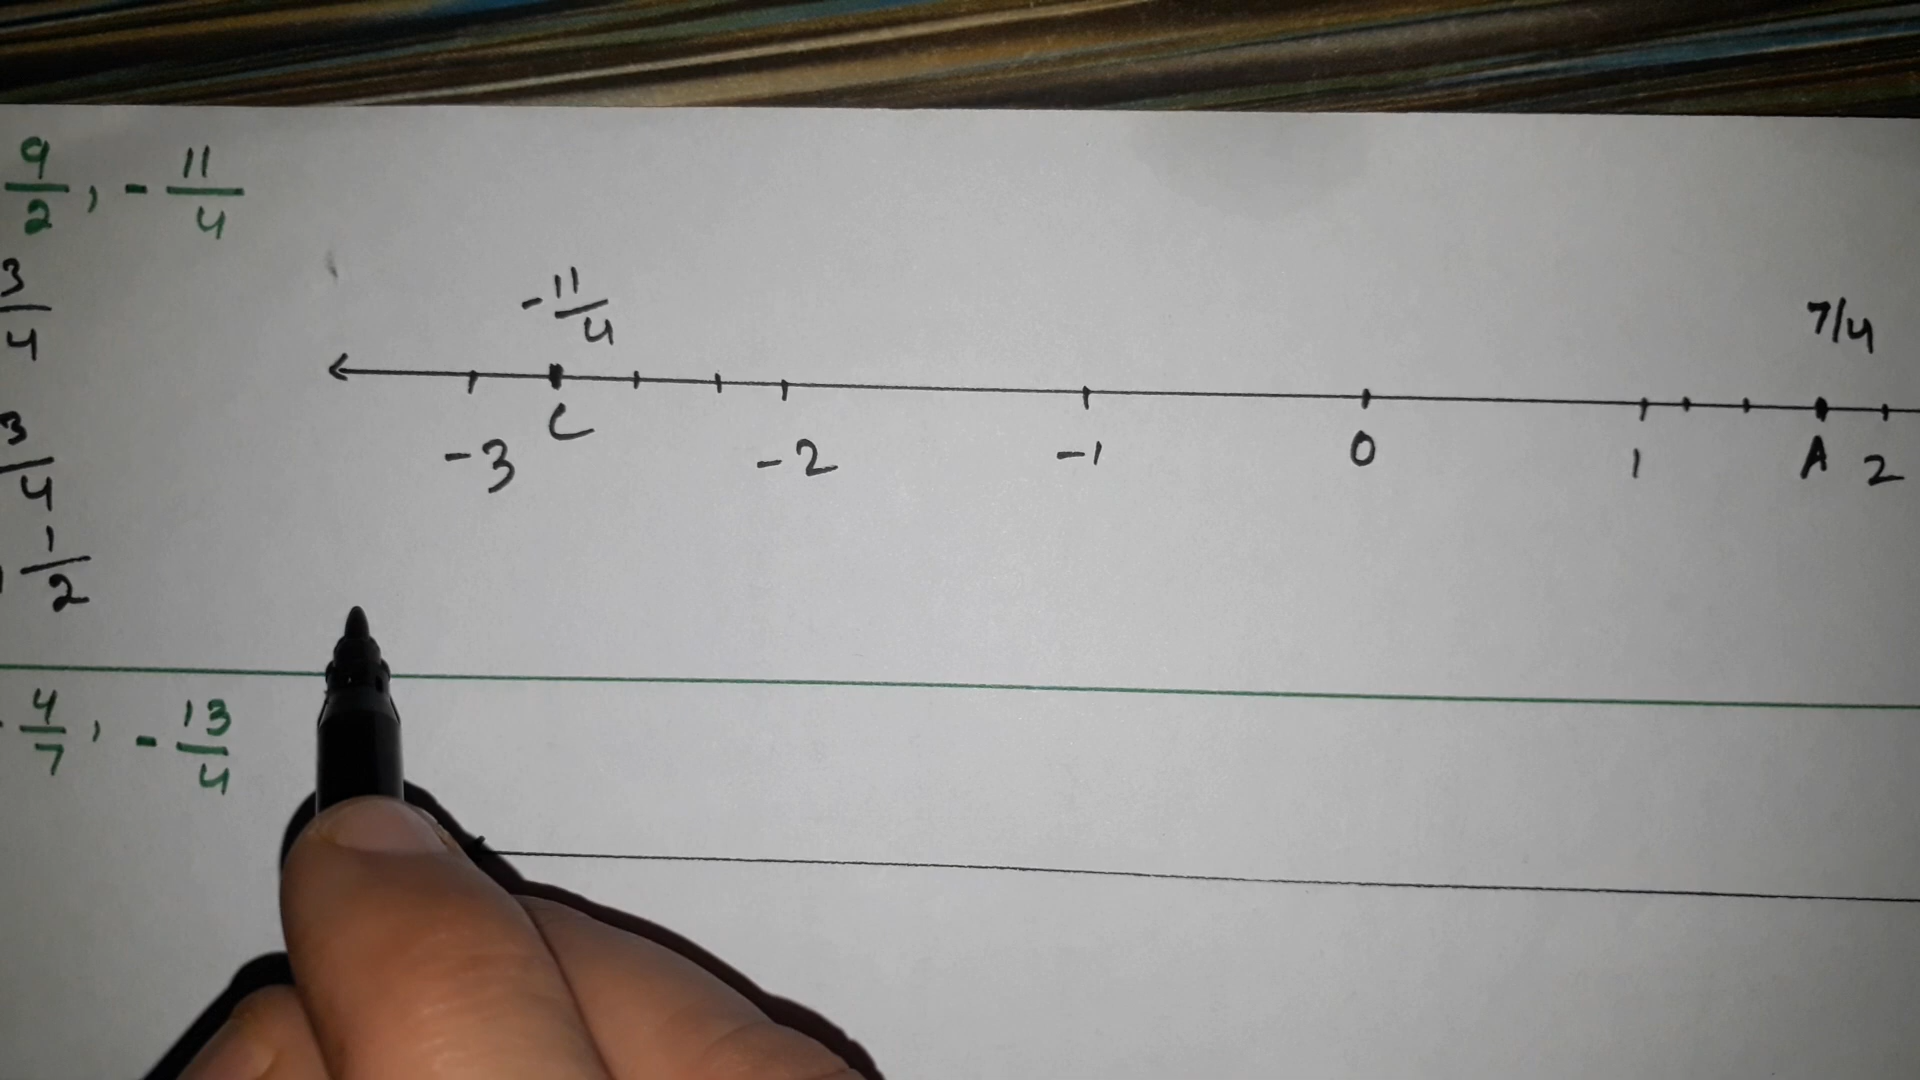 9/2, - 11/4
3/4
3/4
1/2
- 11/4
7/4
C
-3 -2 -1 0 1 A 2
4/7, - 13/4